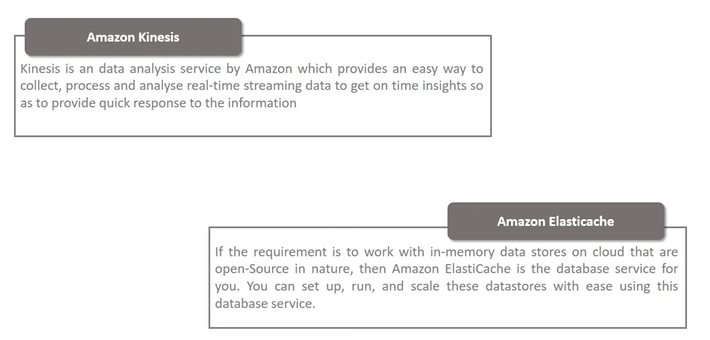 Amazon Kinesis
Kinesis is an data analysis service by Amazon which provides an easy way to
collect, process and analyse real-time streaming data to get on time insights so
as to provide quick response to the information
Amazon Elasticache
If the requirement is to work with in-memory data stores on cloud that are
open-Source in nature, then Amazon ElastiCache is the database service for
you. You can set up, run, and scale these datastores with ease using this
database service.